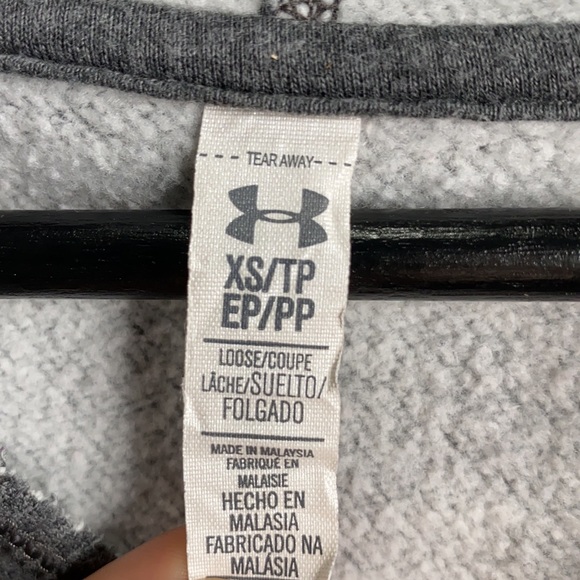 TEAR AWAY
XS/TP
EP/PP
LOOSE/COUPE
LÂCHE/SUELTO/
FOLGADO
MADE IN MALAYSIA
FABRIQUÉ EN
MALAISIE
HECHO EN
MALASIA
FABRICADO NA
MALÁSIA